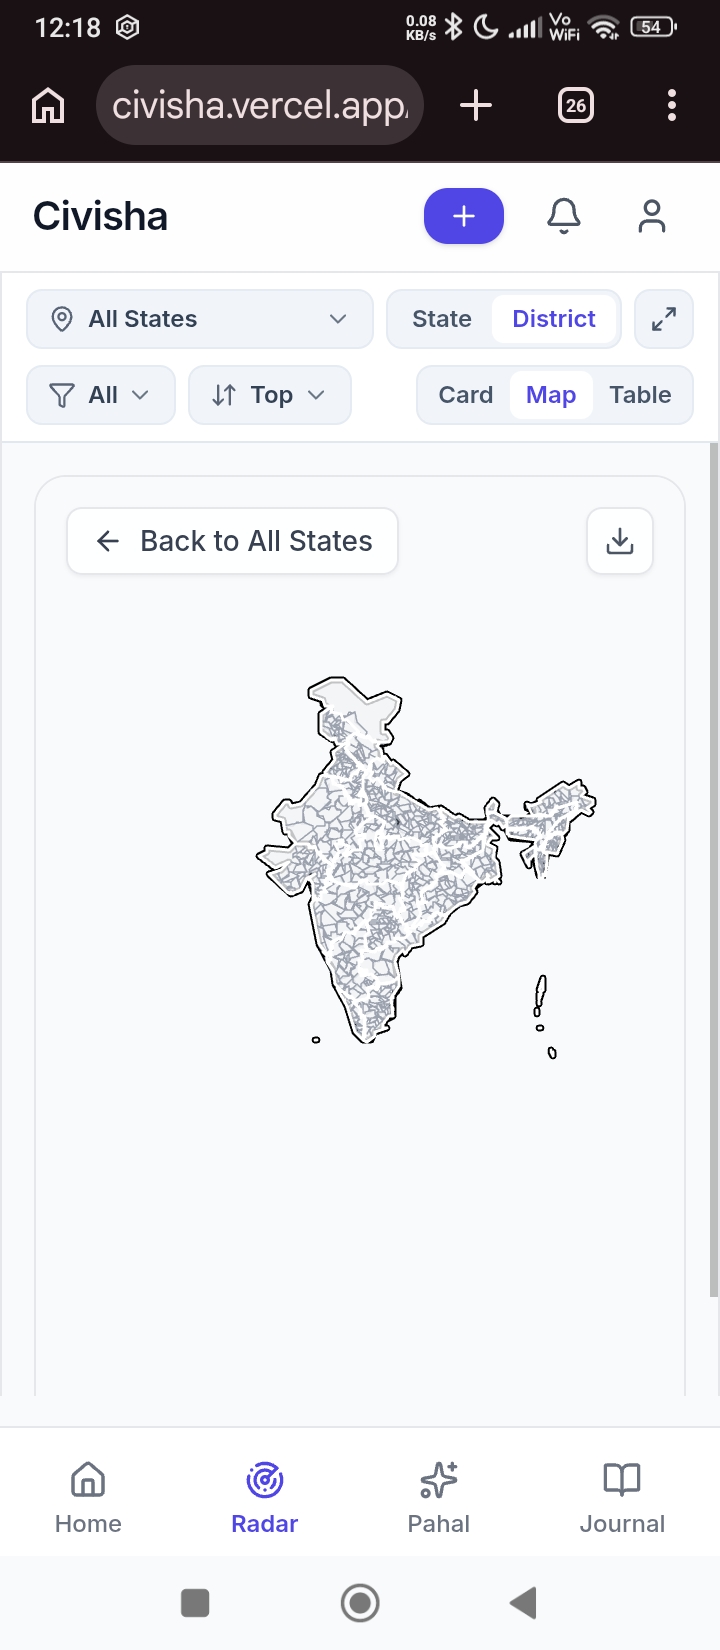 12:18 0.08 KB/s Vo WiFi 54
civisha.vercel.app/ 26
Civisha
All States State District
All Top Card Map Table
Back to All States
Home Radar Pahal Journal